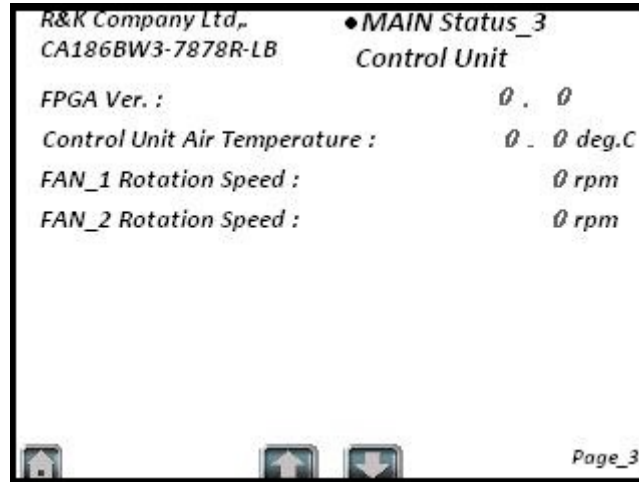 R&K Company Ltd,.
●MAIN Status_3
CA186BW3-7878R-LB
Control Unit
FPGA Ver. : 0 . 0
Control Unit Air Temperature : 0 . 0 deg.C
FAN_1 Rotation Speed : 0 rpm
FAN_2 Rotation Speed : 0 rpm
Page_3